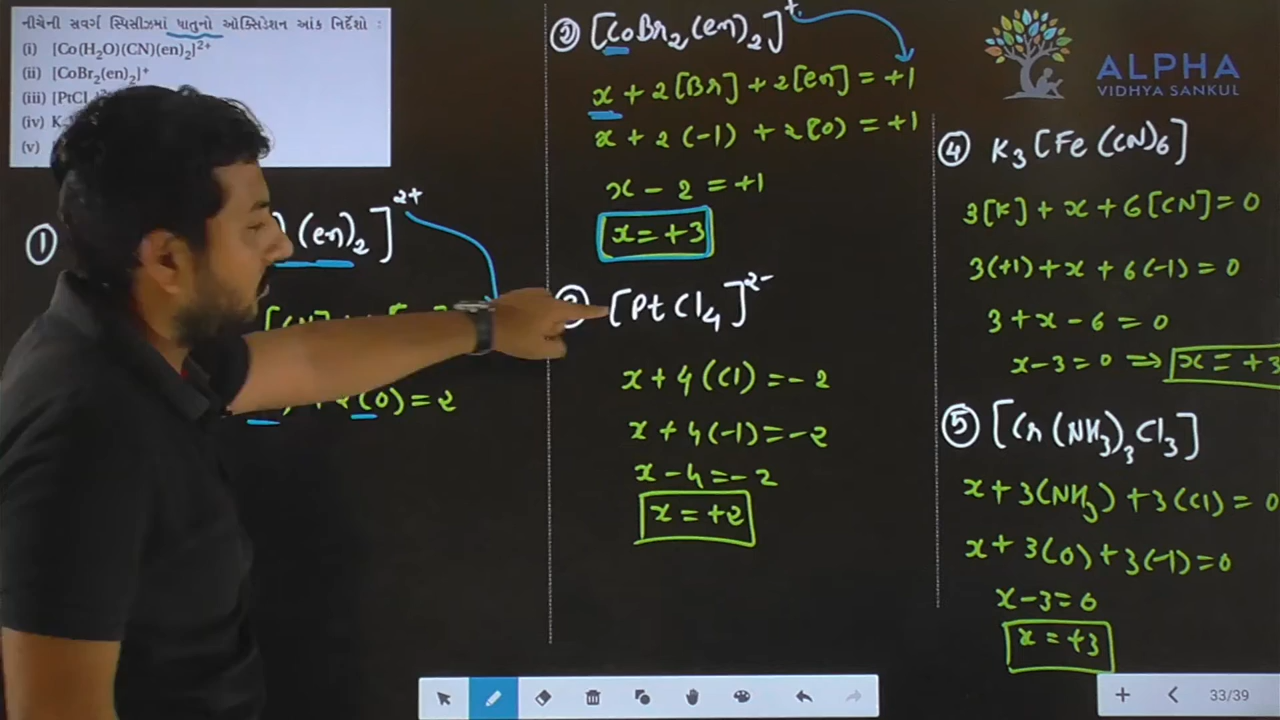 નીચેની સવર્ગ સ્પિસીઝમાં ધાતુનો ઓક્સિડેશન આંક નિર્દેશો :
(i) [Co(H₂O)(CN)(en)₂]²⁺
(ii) [CoBr₂(en)₂]⁺
(iii) [PtCl
(iv) K
(v)
① ) (en)₂]²⁺
(0) = 2
② [CoBr₂(en)₂]⁺
x + 2[Br] + 2[en] = +1
x + 2(-1) + 2(0) = +1
x - 2 = +1
x = +3
[PtCl₄]²⁻
x + 4(Cl) = -2
x + 4(-1) = -2
x - 4 = -2
x = +2
ALPHA
VIDHYA SANKUL
④ K₃[Fe(CN)₆]
3[K] + x + 6[CN] = 0
3(+1) + x + 6(-1) = 0
3 + x - 6 = 0
x - 3 = 0 ⇒ x = +3
⑤ [Cr(NH₃)₃Cl₃]
x + 3(NH₃) + 3(Cl) = 0
x + 3(0) + 3(-1) = 0
x - 3 = 0
x = +3
33/39